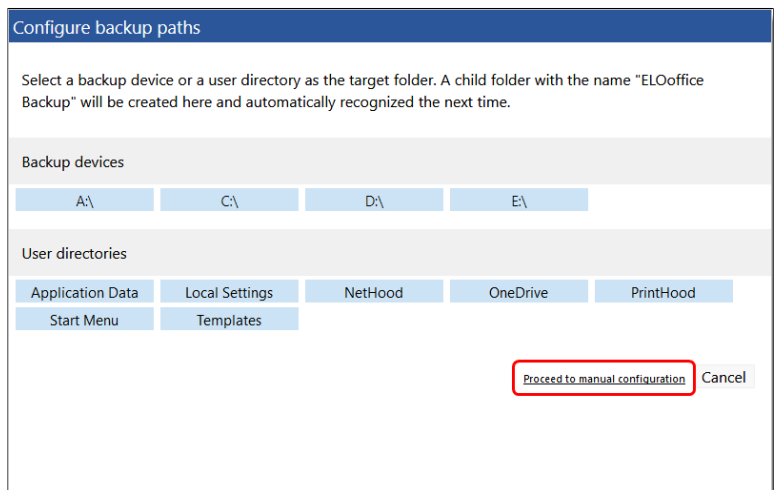 Configure backup paths
Select a backup device or a user directory as the target folder. A child folder with the name "ELOoffice
Backup" will be created here and automatically recognized the next time.
Backup devices
A:\ C:\ D:\ E:\
User directories
Application Data Local Settings NetHood OneDrive PrintHood
Start Menu Templates
Proceed to manual configuration Cancel